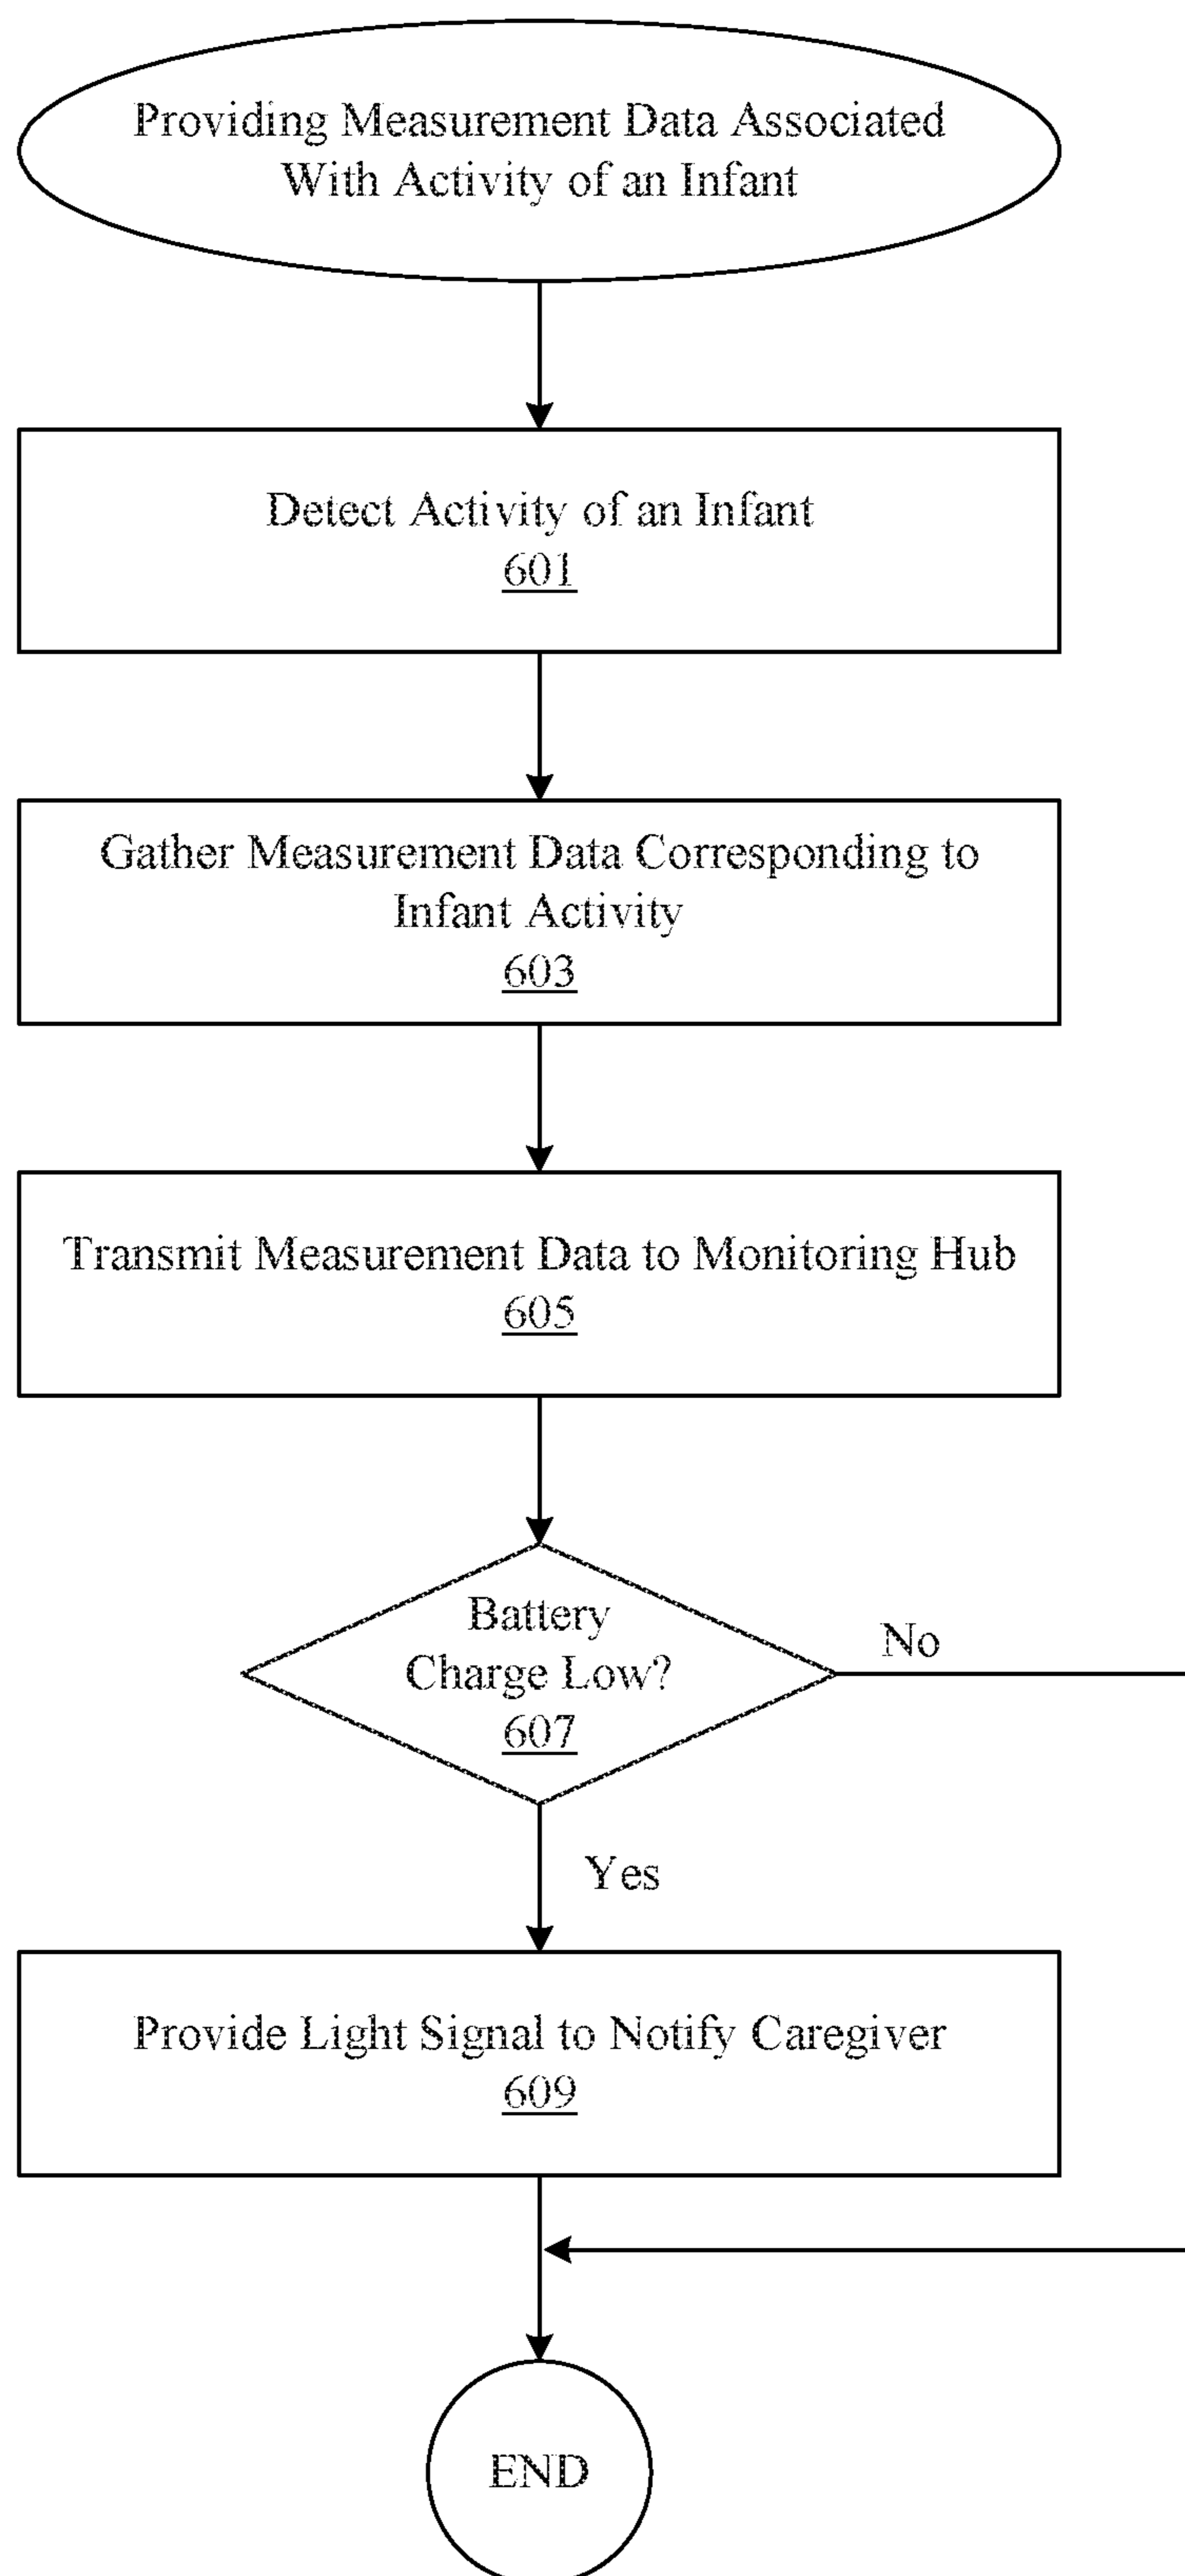 Providing Measurement Data Associated
With Activity of an Infant
Detect Activity of an Infant
601
Gather Measurement Data Corresponding to
Infant Activity
603
Transmit Measurement Data to Monitoring Hub
605
Battery
Charge Low?
607
No
Yes
Provide Light Signal to Notify Caregiver
609
END